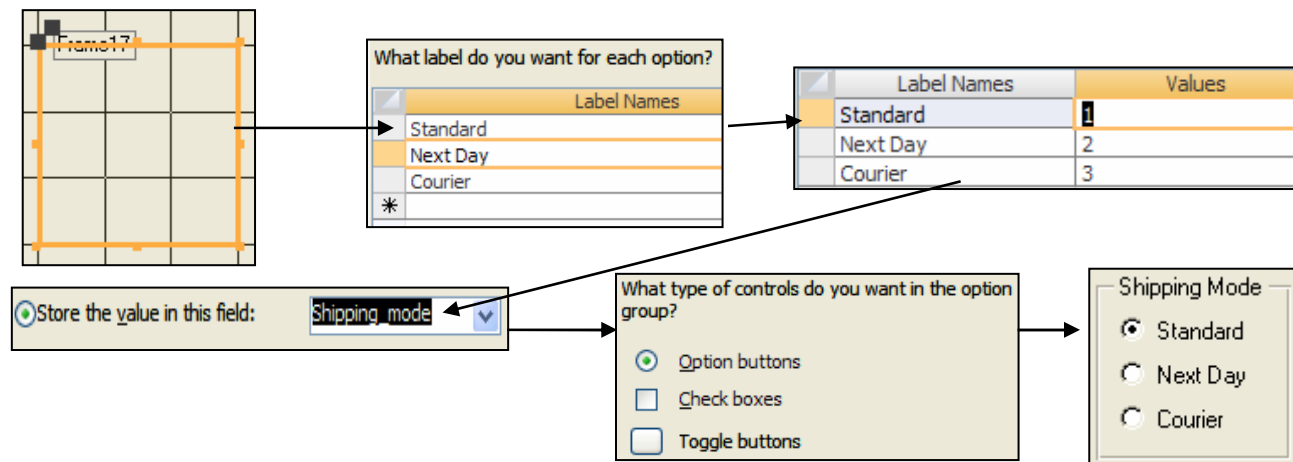 Frame17
What label do you want for each option?
Label Names
Standard
Next Day
Courier
Label Names Values
Standard 1
Next Day 2
Courier 3
Store the value in this field: Shipping_mode
What type of controls do you want in the option
group?
Option buttons
Check boxes
Toggle buttons
Shipping Mode
Standard
Next Day
Courier